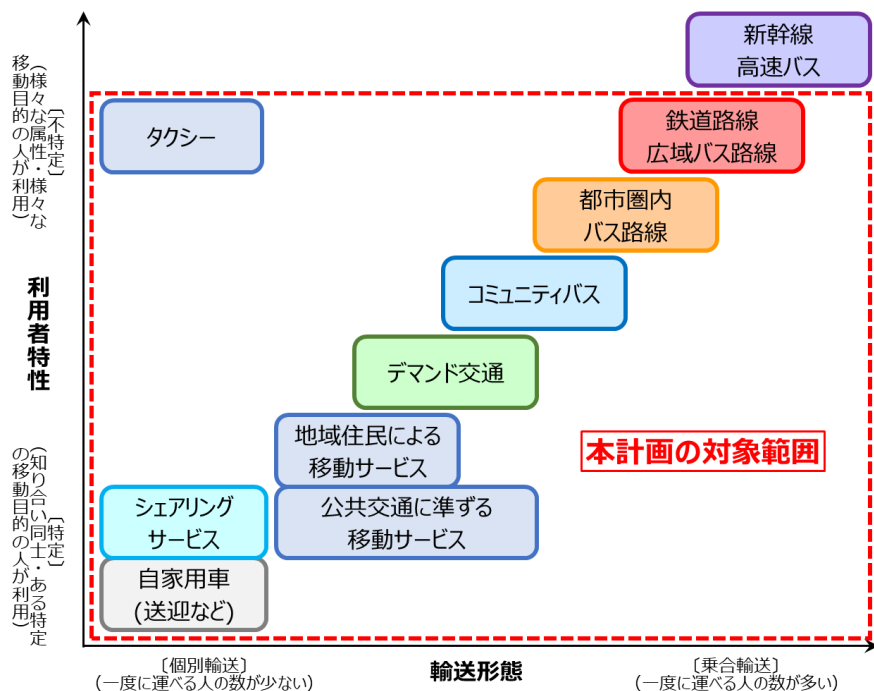 新幹線
高速バス
〔不特定〕
(様々な属性・様々な
移動目的の人が利用)
タクシー
鉄道路線
広域バス路線
都市圏内
バス路線
コミュニティバス
利用者特性
デマンド交通
地域住民による
移動サービス
本計画の対象範囲
〔特定〕
(知り合い同士・ある特定
の移動目的の人が利用)
シェアリング
サービス
公共交通に準ずる
移動サービス
自家用車
(送迎など)
〔個別輸送〕
(一度に運べる人の数が少ない)
輸送形態
〔乗合輸送〕
(一度に運べる人の数が多い)